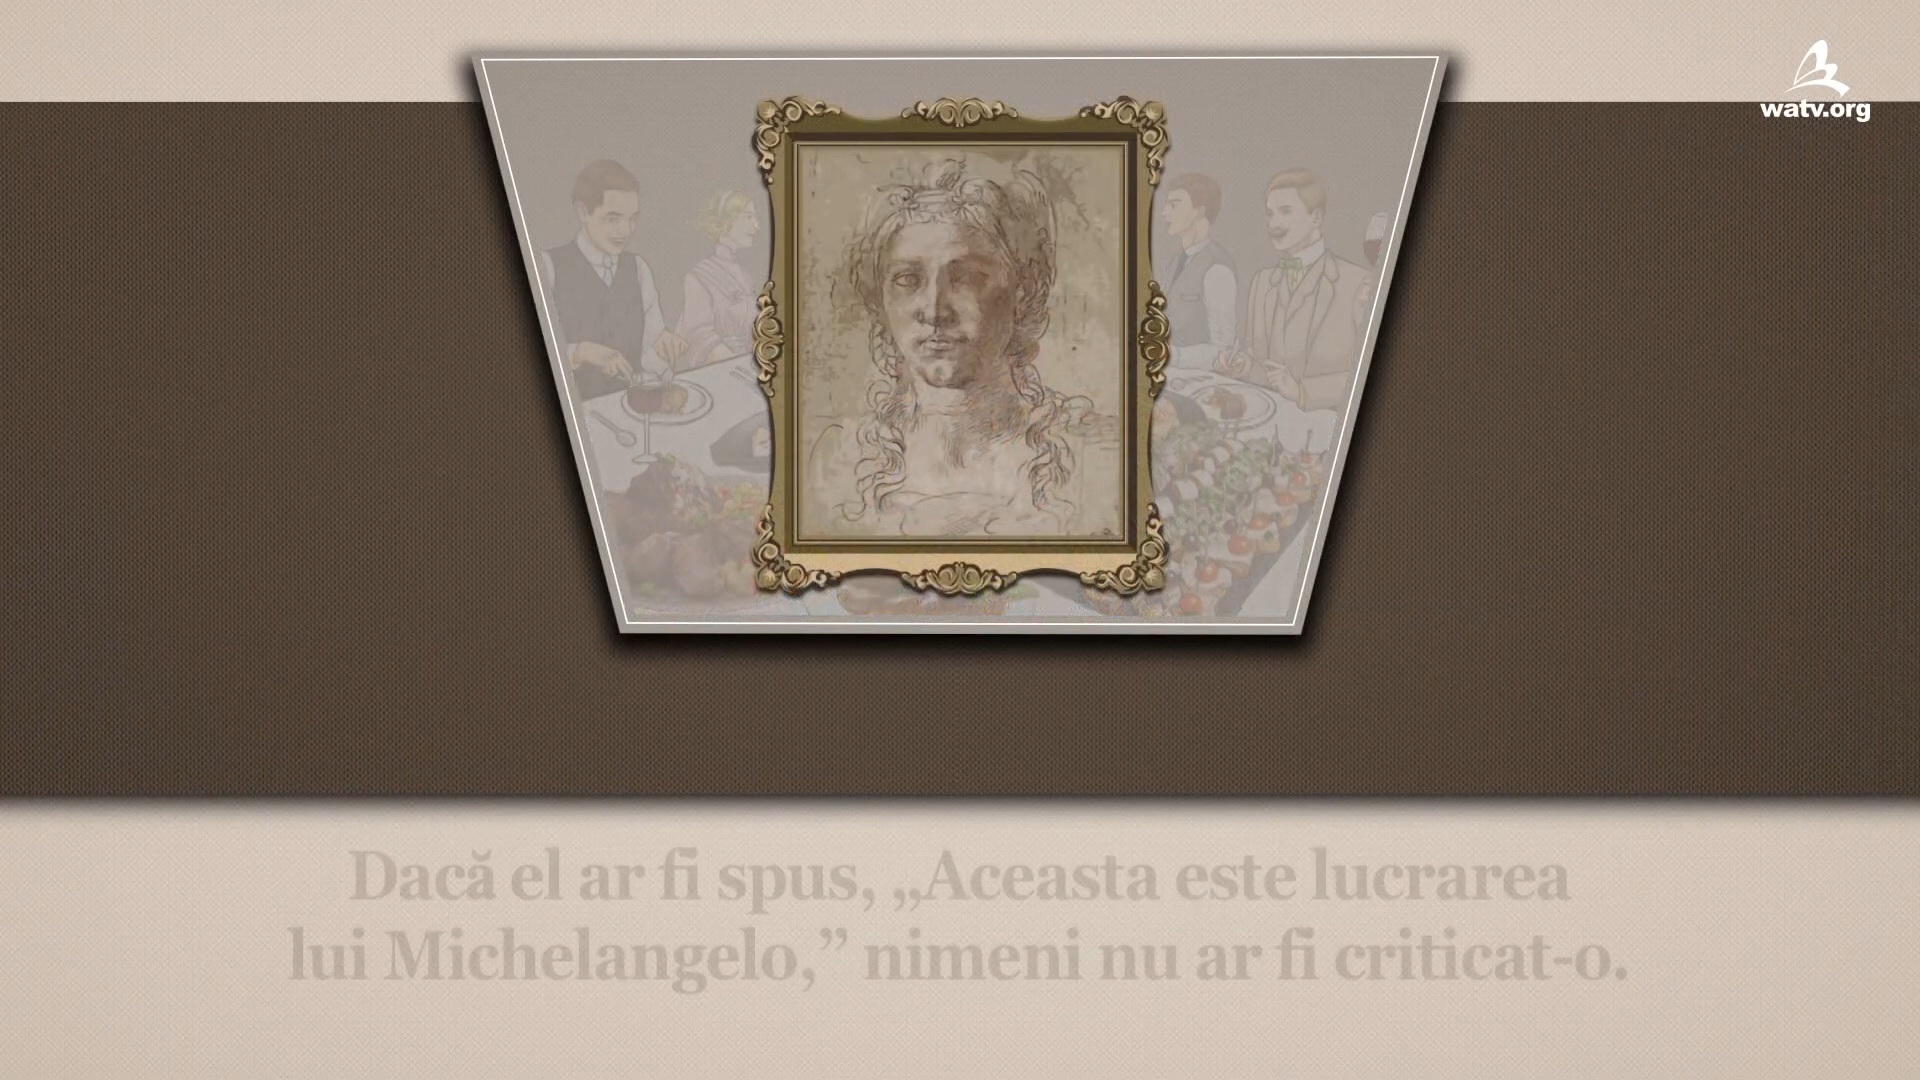 watv.org
Dacă el ar fi spus, „Aceasta este lucrarea
lui Michelangelo,” nimeni nu ar fi criticat-o.